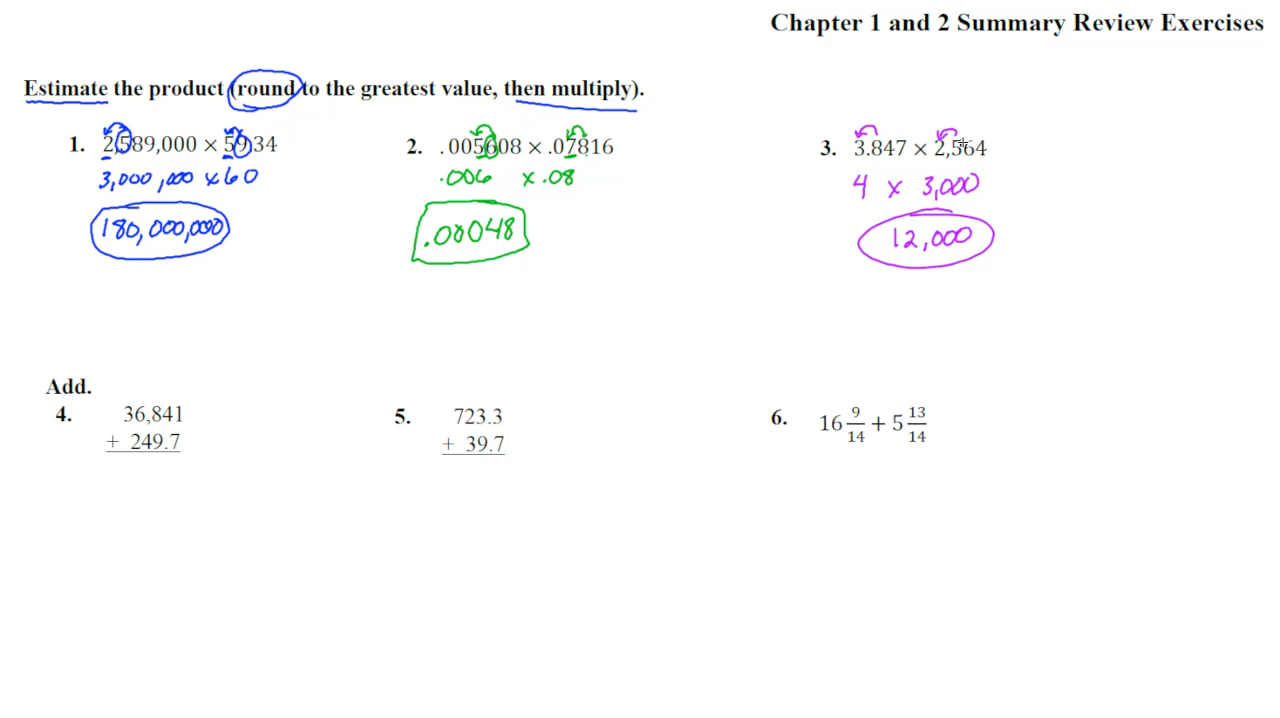 Chapter 1 and 2 Summary Review Exercises
Estimate the product (round to the greatest value, then multiply).
1. 2,589,000 × 5934
3,000,000 × 60
180,000,000
2. .005608 × .07816
.006 × .08
.00048
3. 3.847 × 2,564
4 × 3,000
12,000
Add.
4. 36,841
+ 249.7
5. 723.3
+ 39.7
6. 16 9/14 + 5 13/14